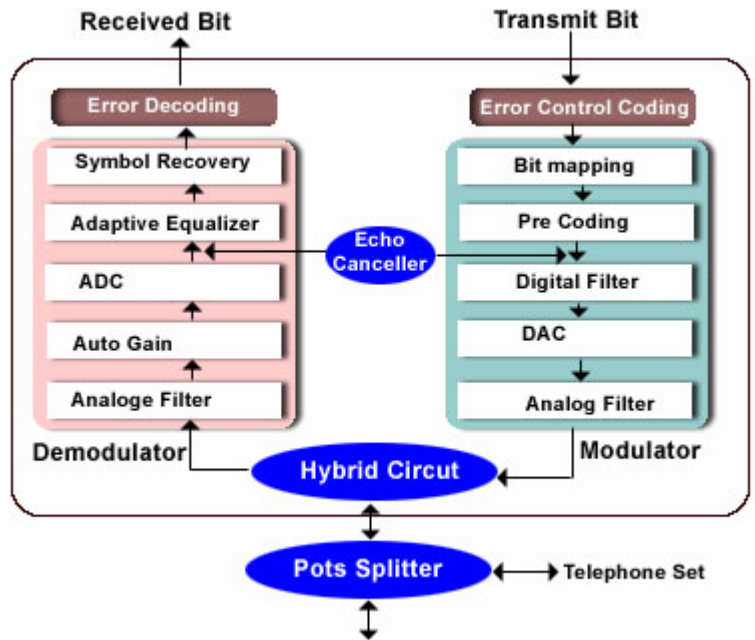 Received Bit
Transmit Bit
Error Decoding
Error Control Coding
Symbol Recovery
Bit mapping
Adaptive Equalizer
Pre Coding
Echo
Canceller
ADC
Digital Filter
Auto Gain
DAC
Analoge Filter
Analog Filter
Demodulator
Modulator
Hybrid Circut
Pots Splitter
Telephone Set